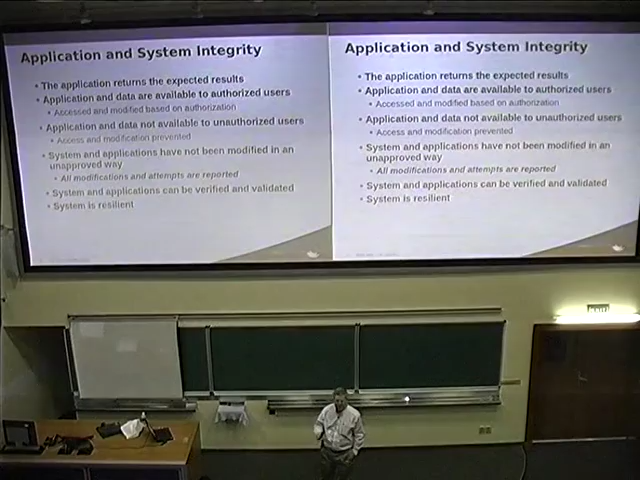 Application and System Integrity
• The application returns the expected results
• Application and data are available to authorized users
• Accessed and modified based on authorization
• Application and data not available to unauthorized users
• Access and modification prevented
• System and applications have not been modified in an
unapproved way
• All modifications and attempts are reported
• System and applications can be verified and validated
• System is resilient
Application and System Integrity
• The application returns the expected results
• Application and data are available to authorized users
• Accessed and modified based on authorization
• Application and data not available to unauthorized users
• Access and modification prevented
• System and applications have not been modified in an
unapproved way
• All modifications and attempts are reported
• System and applications can be verified and validated
• System is resilient